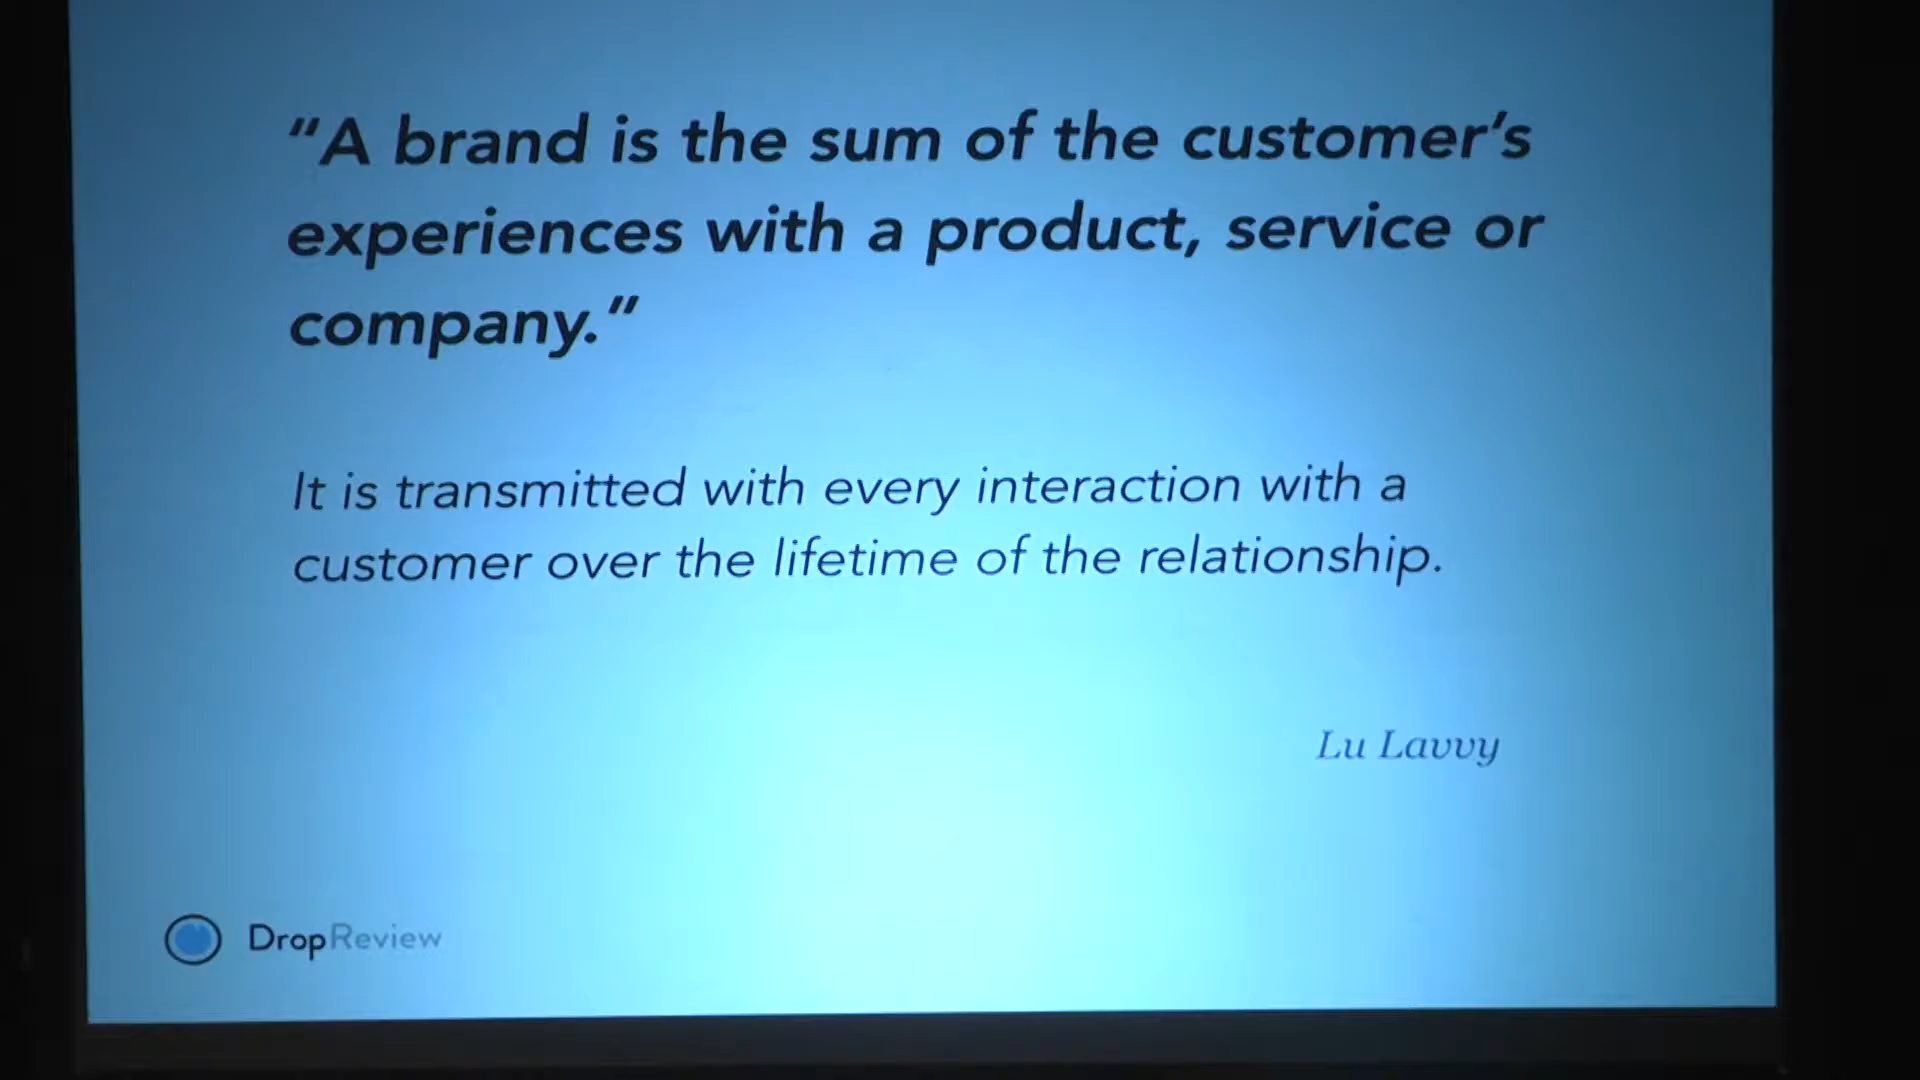 “A brand is the sum of the customer’s
experiences with a product, service or
company.”
It is transmitted with every interaction with a
customer over the lifetime of the relationship.
Lu Lavvy
DropReview